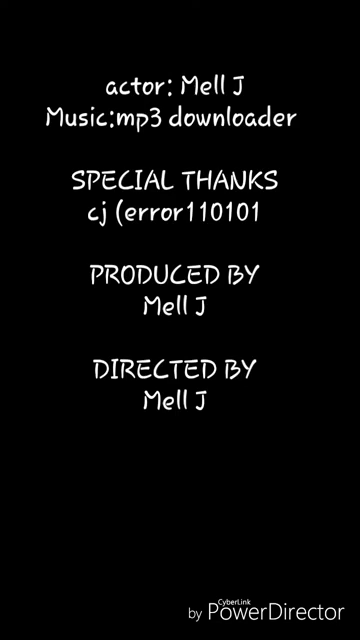 actor: Mell J
Music:mp3 downloader
SPECIAL THANKS
cj (error110101
PRODUCED BY
Mell J
DIRECTED BY
Mell J
CyberLink
by PowerDirector